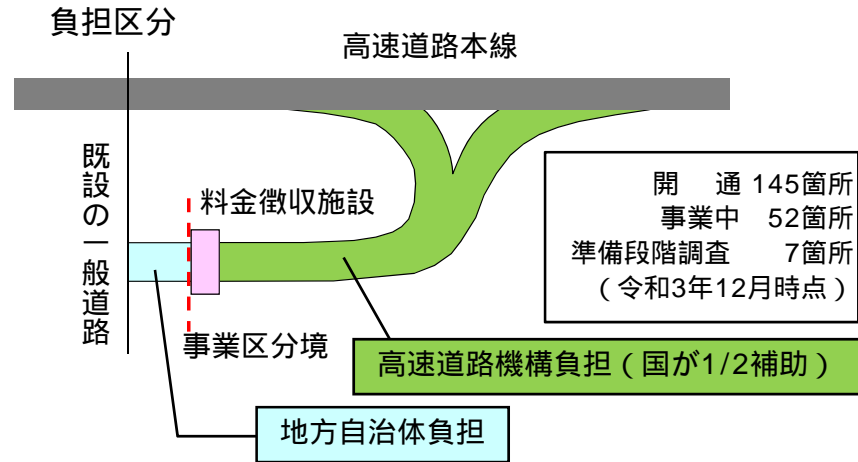 負担区分
高速道路本線
既設の一般道路
料金徴収施設
開　通 145箇所
事業中　52箇所
準備段階調査　7箇所
（令和3年12月時点）
事業区分境
高速道路機構負担（国が1/2補助）
地方自治体負担